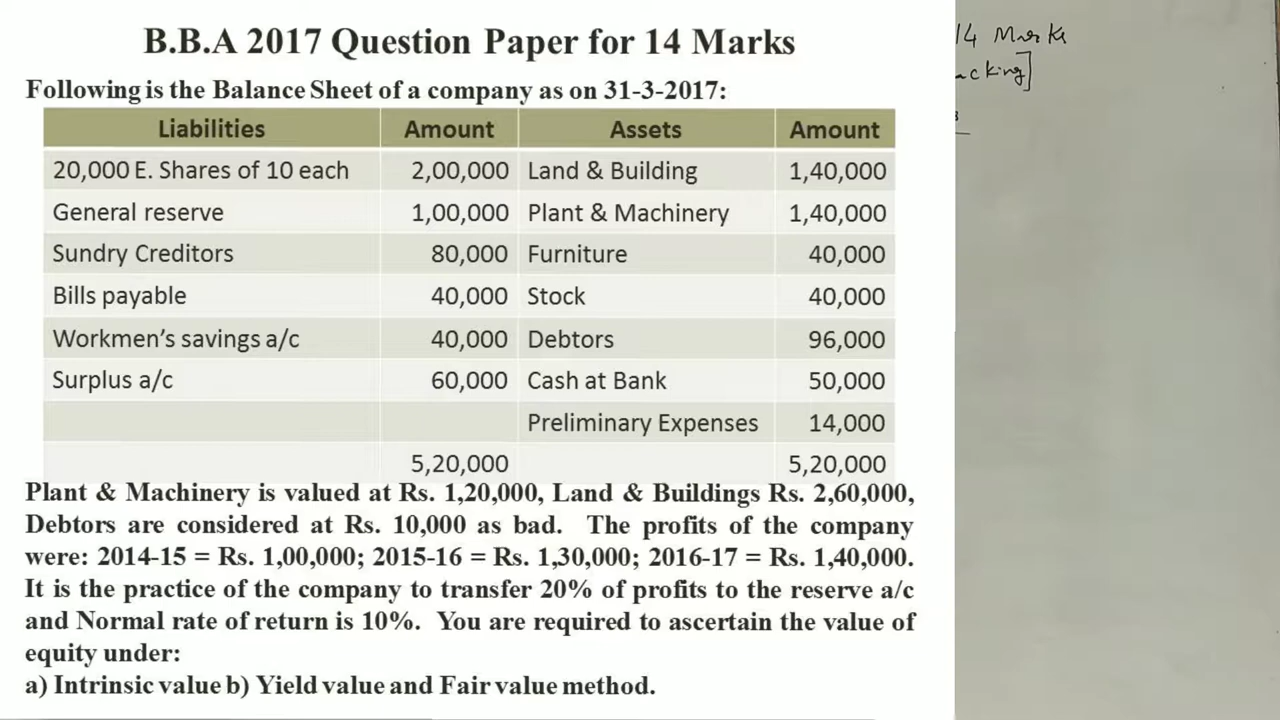 B.B.A 2017 Question Paper for 14 Marks
Following is the Balance Sheet of a company as on 31-3-2017:
Liabilities Amount Assets Amount
20,000 E. Shares of 10 each 2,00,000 Land & Building 1,40,000
General reserve 1,00,000 Plant & Machinery 1,40,000
Sundry Creditors 80,000 Furniture 40,000
Bills payable 40,000 Stock 40,000
Workmen's savings a/c 40,000 Debtors 96,000
Surplus a/c 60,000 Cash at Bank 50,000
Preliminary Expenses 14,000
5,20,000 5,20,000
Plant & Machinery is valued at Rs. 1,20,000, Land & Buildings Rs. 2,60,000,
Debtors are considered at Rs. 10,000 as bad. The profits of the company
were: 2014-15 = Rs. 1,00,000; 2015-16 = Rs. 1,30,000; 2016-17 = Rs. 1,40,000.
It is the practice of the company to transfer 20% of profits to the reserve a/c
and Normal rate of return is 10%. You are required to ascertain the value of
equity under:
a) Intrinsic value b) Yield value and Fair value method.
14 Marks
acking]